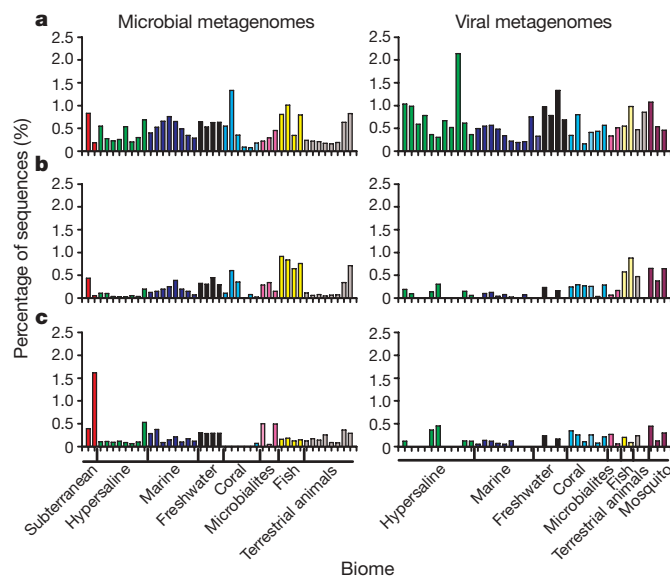 Microbial metagenomes
Viral metagenomes
a
2.5
2.0
1.5
1.0
0.5
0
2.5
2.0
1.5
1.0
0.5
0
b
2.5
2.0
1.5
1.0
0.5
0
2.5
2.0
1.5
1.0
0.5
0
c
2.5
2.0
1.5
1.0
0.5
0
2.5
2.0
1.5
1.0
0.5
0
Percentage of sequences (%)
Subterranean
Hypersaline
Marine
Freshwater
Coral
Microbialites
Fish
Terrestrial animals
Hypersaline
Marine
Freshwater
Coral
Microbialites
Fish
Terrestrial animals
Mosquito
Biome